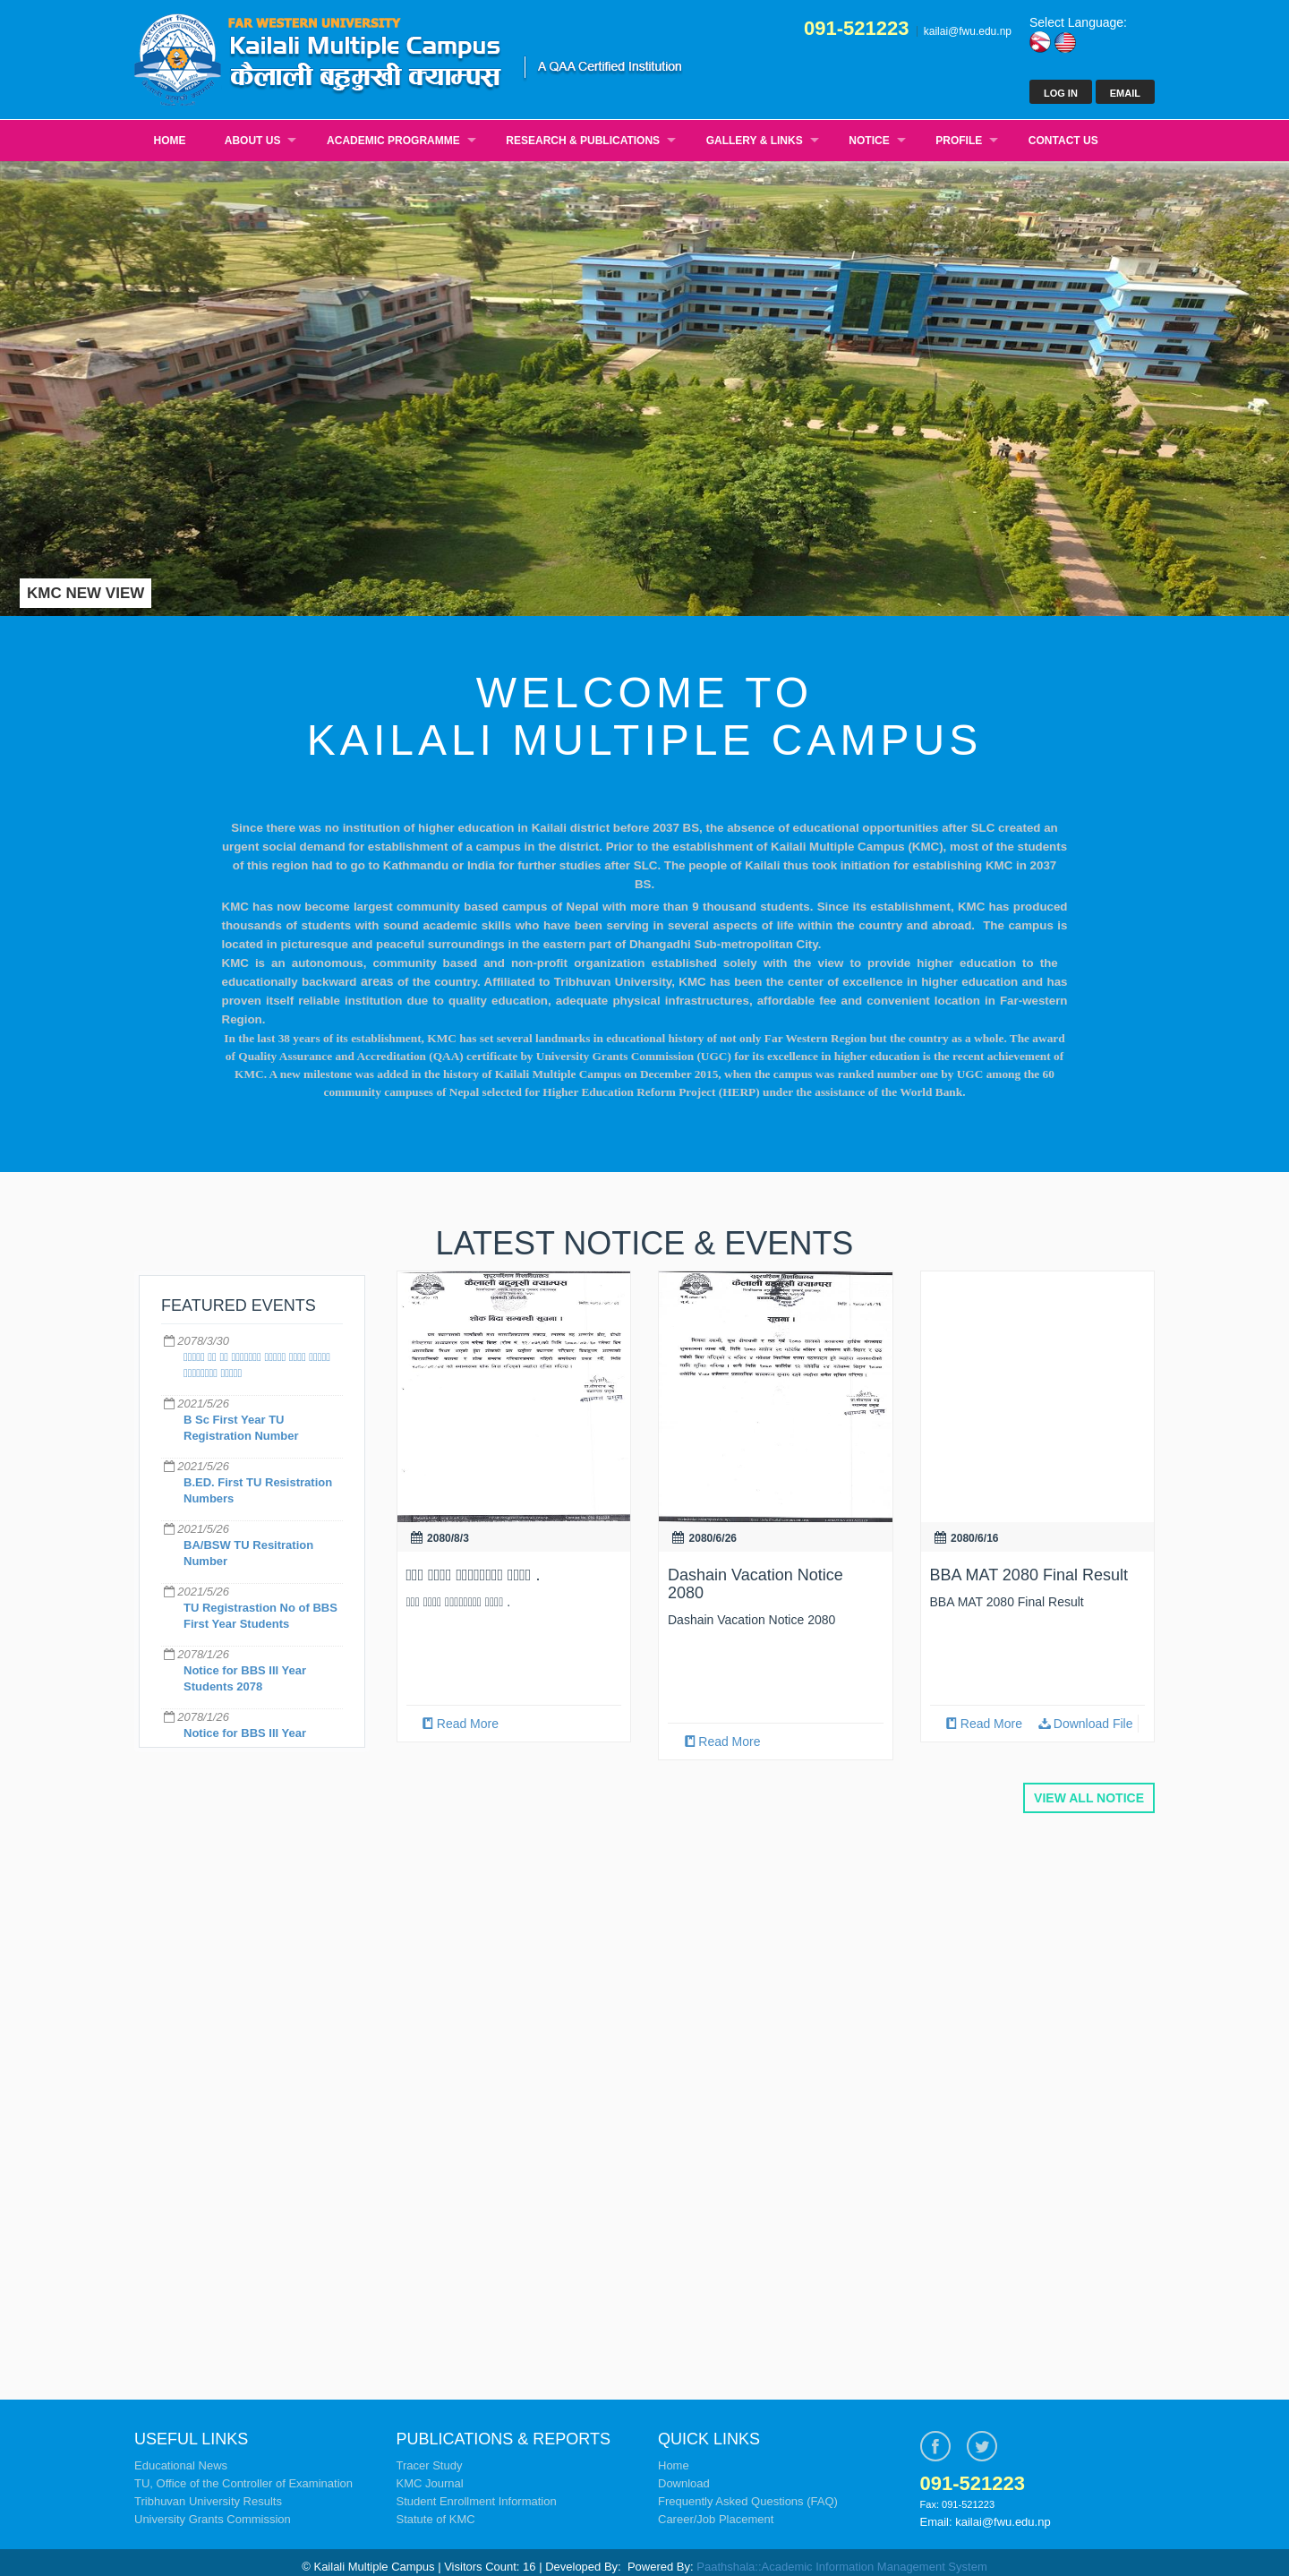 FAR WESTERN UNIVERSITY
Kailali Multiple Campus
कैलाली बहुमुखी क्याम्पस
A QAA Certified Institution
091-521223
kailai@fwu.edu.np
Select Language:
LOG IN
EMAIL
HOME ABOUT US ACADEMIC PROGRAMME RESEARCH & PUBLICATIONS GALLERY & LINKS NOTICE PROFILE CONTACT US
KMC NEW VIEW
WELCOME TO
KAILALI MULTIPLE CAMPUS
Since there was no institution of higher education in Kailali district before 2037 BS, the absence of educational opportunities after SLC created an
urgent social demand for establishment of a campus in the district. Prior to the establishment of Kailali Multiple Campus (KMC), most of the students
of this region had to go to Kathmandu or India for further studies after SLC. The people of Kailali thus took initiation for establishing KMC in 2037
BS.
KMC has now become largest community based campus of Nepal with more than 9 thousand students. Since its establishment, KMC has produced
thousands of students with sound academic skills who have been serving in several aspects of life within the country and abroad. The campus is
located in picturesque and peaceful surroundings in the eastern part of Dhangadhi Sub-metropolitan City.
KMC is an autonomous, community based and non-profit organization established solely with the view to provide higher education to the
educationally backward areas of the country. Affiliated to Tribhuvan University, KMC has been the center of excellence in higher education and has
proven itself reliable institution due to quality education, adequate physical infrastructures, affordable fee and convenient location in Far-western
Region.
In the last 38 years of its establishment, KMC has set several landmarks in educational history of not only Far Western Region but the country as a whole. The award
of Quality Assurance and Accreditation (QAA) certificate by University Grants Commission (UGC) for its excellence in higher education is the recent achievement of
KMC. A new milestone was added in the history of Kailali Multiple Campus on December 2015, when the campus was ranked number one by UGC among the 60
community campuses of Nepal selected for Higher Education Reform Project (HERP) under the assistance of the World Bank.
LATEST NOTICE & EVENTS
FEATURED EVENTS
2078/3/30
2021/5/26
B Sc First Year TU
Registration Number
2021/5/26
B.ED. First TU Resistration
Numbers
2021/5/26
BA/BSW TU Resitration
Number
2021/5/26
TU Registrastion No of BBS
First Year Students
2078/1/26
Notice for BBS III Year
Students 2078
2078/1/26
Notice for BBS III Year
कैलाली बहुमुखी क्याम्पस
शोक बिदा सम्बन्धी सूचना ।
2080/8/3
Read More
कैलाली बहुमुखी क्याम्पस
सूचना ।
2080/6/26
Dashain Vacation Notice
2080
Dashain Vacation Notice 2080
Read More
2080/6/16
BBA MAT 2080 Final Result
BBA MAT 2080 Final Result
Read More Download File
VIEW ALL NOTICE
USEFUL LINKS
Educational News
TU, Office of the Controller of Examination
Tribhuvan University Results
University Grants Commission
PUBLICATIONS & REPORTS
Tracer Study
KMC Journal
Student Enrollment Information
Statute of KMC
QUICK LINKS
Home
Download
Frequently Asked Questions (FAQ)
Career/Job Placement
091-521223
Fax: 091-521223
Email: kailai@fwu.edu.np
© Kailali Multiple Campus | Visitors Count: 16 | Developed By: Powered By: Paathshala::Academic Information Management System